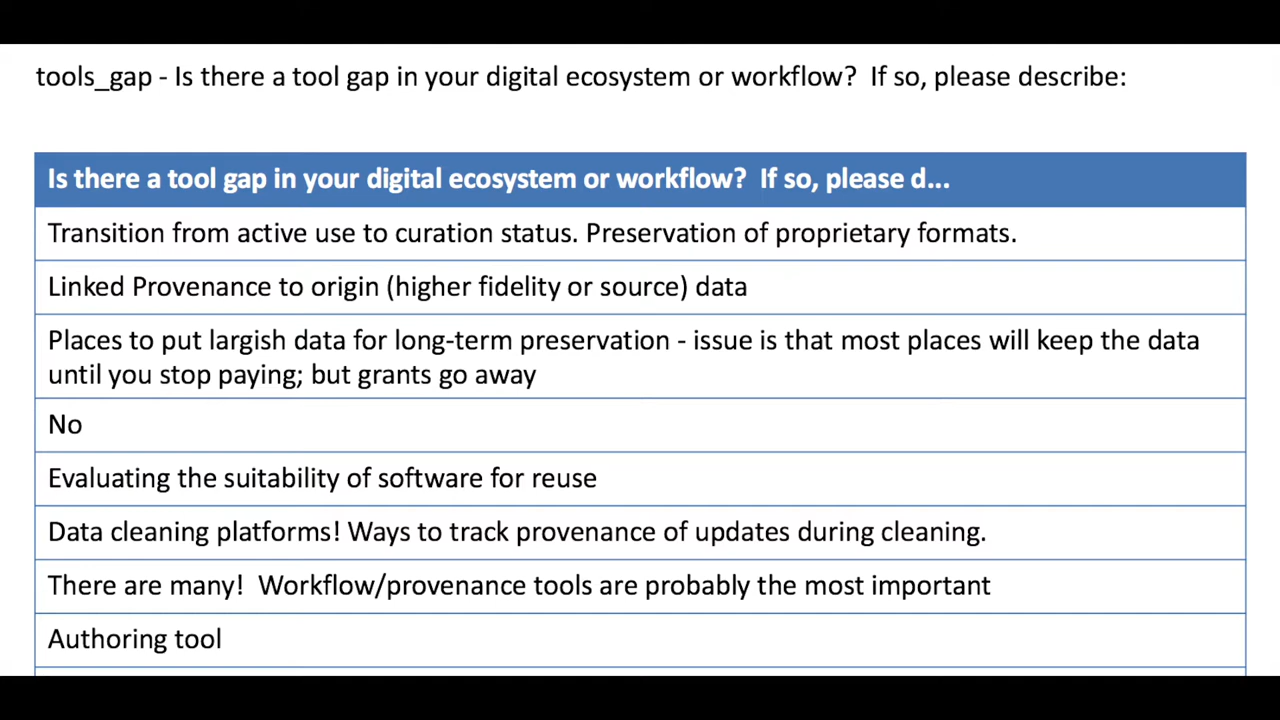 tools_gap - Is there a tool gap in your digital ecosystem or workflow?  If so, please describe:
Is there a tool gap in your digital ecosystem or workflow?  If so, please d...
Transition from active use to curation status. Preservation of proprietary formats.
Linked Provenance to origin (higher fidelity or source) data
Places to put largish data for long-term preservation - issue is that most places will keep the data
until you stop paying; but grants go away
No
Evaluating the suitability of software for reuse
Data cleaning platforms! Ways to track provenance of updates during cleaning.
There are many!  Workflow/provenance tools are probably the most important
Authoring tool